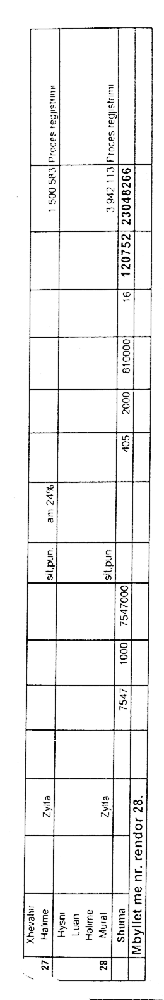 Xhevahir
27 Halime Zylfa sil,pun. am 24% 1 500 583 Proces regjistrimi
Hysni
Luan
Halime
28 Murat Zylfa sil,pun 3 942 113 Proces regjistrimi
Shuma 7547 1000 7547000 405 2000 810000 16 120752 23048266
Mbyllet me nr. rendor 28.